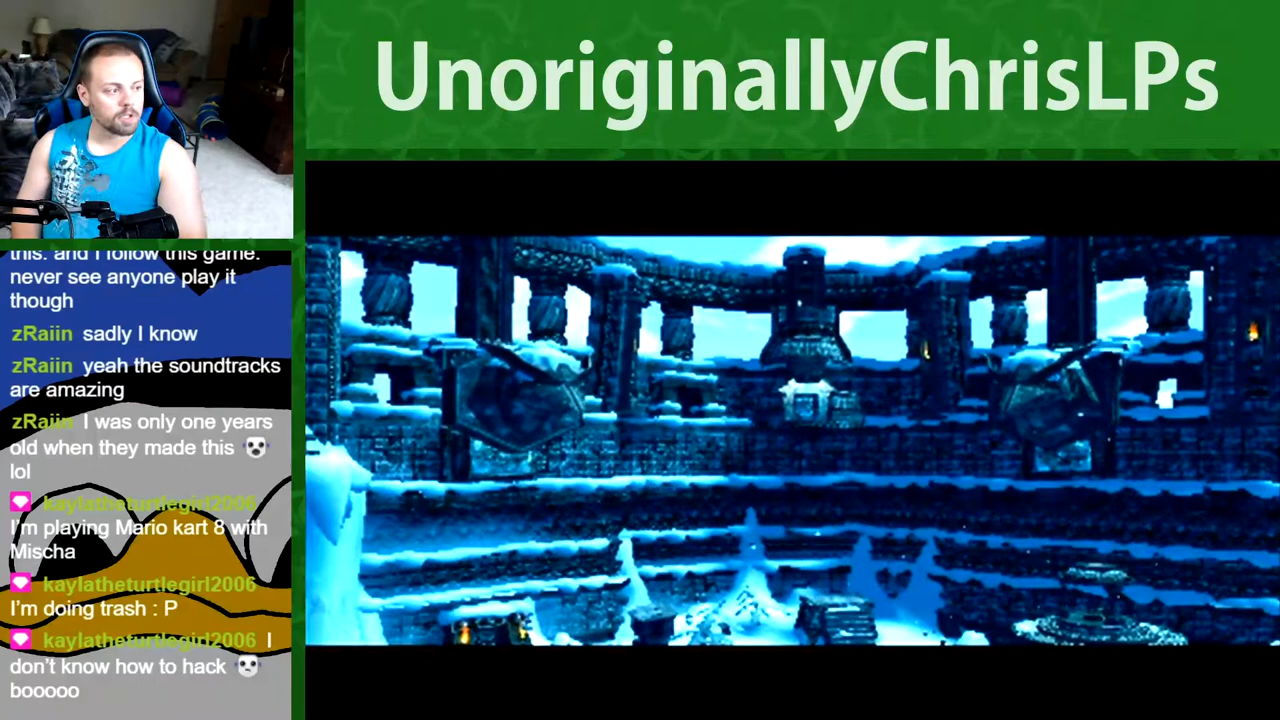 UnoriginallyChrisLPs
this. and I follow this game.
never see anyone play it
though
zRaiin sadly I know
zRaiin yeah the soundtracks
are amazing
zRaiin I was only one years
old when they made this
lol
kaylatheturtlegirl2006
I'm playing Mario kart 8 with
Mischa
kaylatheturtlegirl2006
I'm doing trash : P
kaylatheturtlegirl2006 I
don't know how to hack
booooo